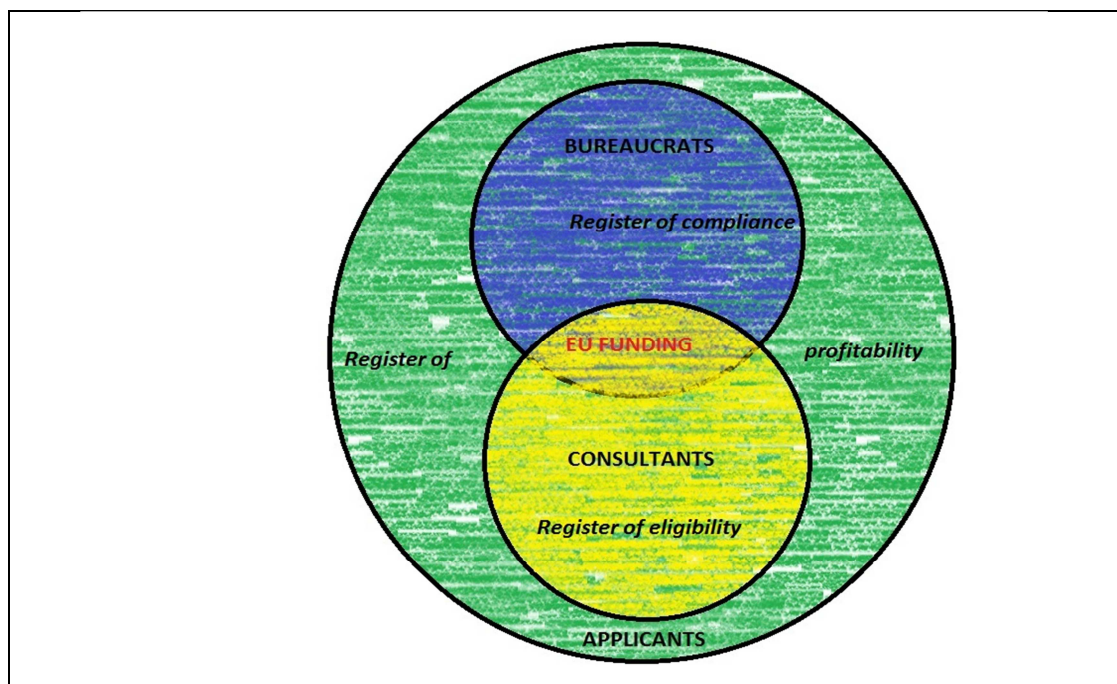 BUREAUCRATS
Register of compliance
EU FUNDING
Register of profitability
CONSULTANTS
Register of eligibility
APPLICANTS